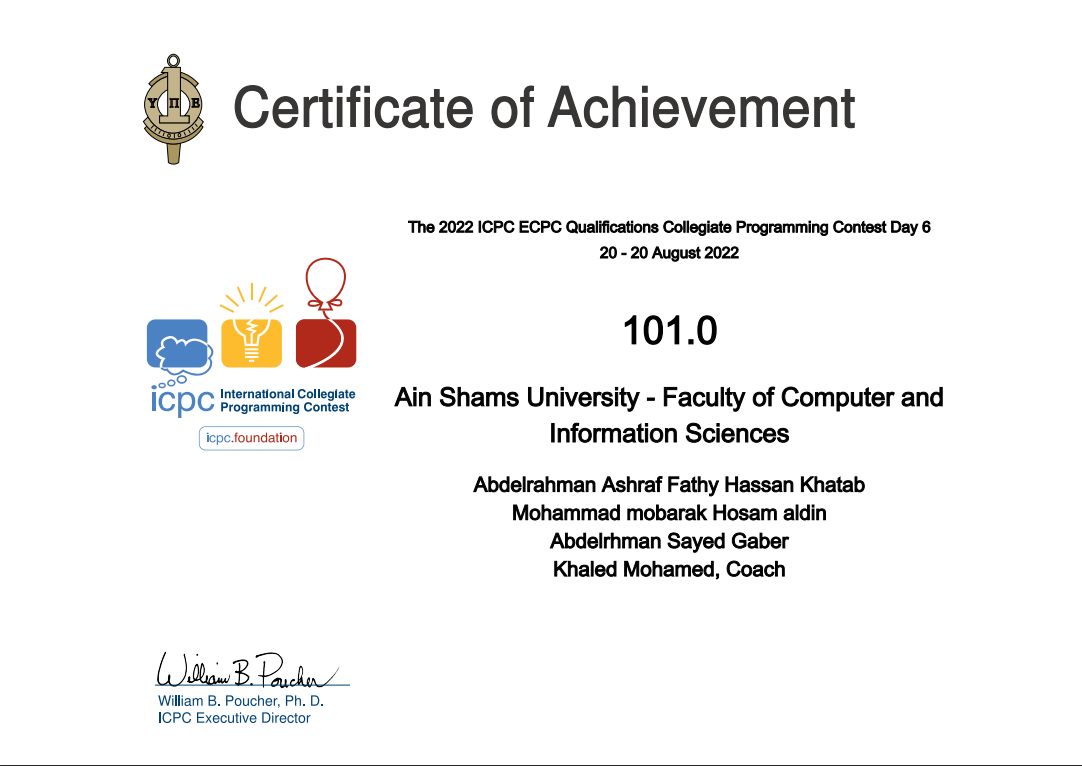 Υ Π Ε
Certificate of Achievement
The 2022 ICPC ECPC Qualifications Collegiate Programming Contest Day 6
20 - 20 August 2022
101.0
Ain Shams University - Faculty of Computer and
Information Sciences
Abdelrahman Ashraf Fathy Hassan Khatab
Mohammad mobarak Hosam aldin
Abdelrhman Sayed Gaber
Khaled Mohamed, Coach
icpc International Collegiate
Programming Contest
icpc.foundation
William B. Poucher
William B. Poucher, Ph. D.
ICPC Executive Director